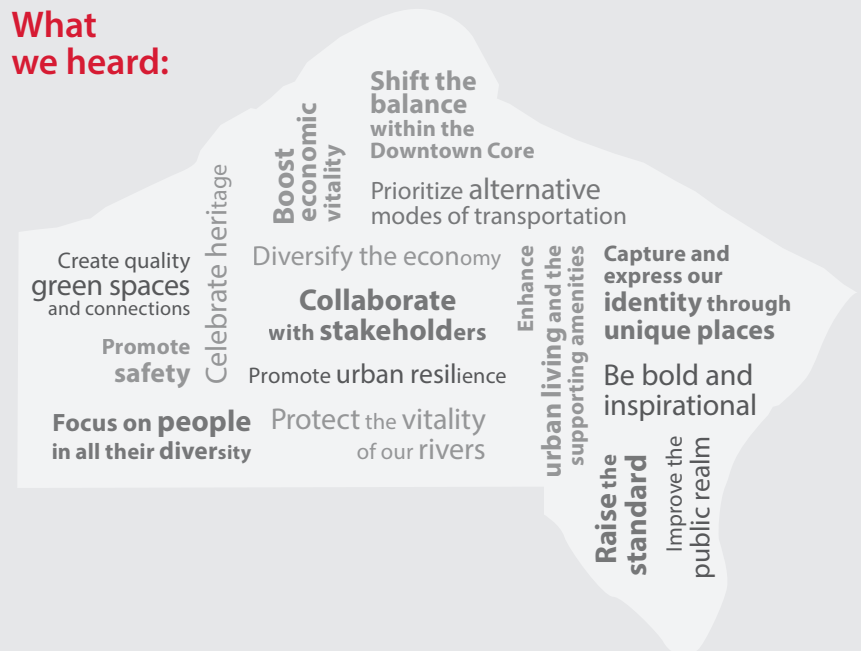 What
we heard:
Shift the
balance
within the
Downtown Core
Boost
economic
vitality
Prioritize alternative
modes of transportation
Celebrate heritage
Create quality
green spaces
and connections
Diversify the economy
Enhance
urban living and the
supporting amenities
Capture and
express our
identity through
unique places
Collaborate
with stakeholders
Promote
safety
Promote urban resilience
Be bold and
inspirational
Focus on people
in all their diversity
Protect the vitality
of our rivers
Raise the
standard
Improve the
public realm